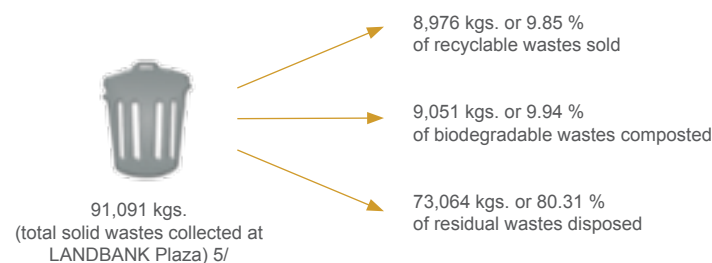 8,976 kgs. or 9.85 %
of recyclable wastes sold
9,051 kgs. or 9.94 %
of biodegradable wastes composted
73,064 kgs. or 80.31 %
of residual wastes disposed
91,091 kgs.
(total solid wastes collected at
LANDBANK Plaza) 5/